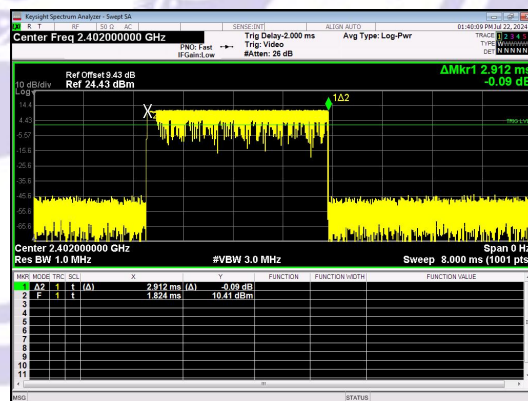 Keysight Spectrum Analyzer - Swept SA
R T RF 50 Ω AC SENSE:INT ALIGN AUTO 01:40:09 PM Jul 22, 2024
Center Freq 2.402000000 GHz
PNO: Fast
IFGain:Low
Trig Delay-2.000 ms
Trig: Video
#Atten: 26 dB
Avg Type: Log-Pwr
TRACE 1 2 3 4 5
TYPE
DET NNNNN
ΔMkr1 2.912 ms
-0.09 dB
Ref Offset 9.43 dB
10 dB/div Ref 24.43 dBm
Log
14.4
4.43
-5.57
-15.6
-25.6
-35.6
-45.6
-55.6
-65.6
1Δ2
TRIG LVL
Center 2.402000000 GHz Span 0 Hz
Res BW 1.0 MHz #VBW 3.0 MHz Sweep 8.000 ms (1001 pts
MKR MODE TRC SCL X Y FUNCTION FUNCTION WIDTH FUNCTION VALUE
1 Δ2 1 t (Δ) 2.912 ms (Δ) -0.09 dB
2 F 1 t 1.824 ms 10.41 dBm
3
4
5
6
7
8
9
10
11
MSG STATUS